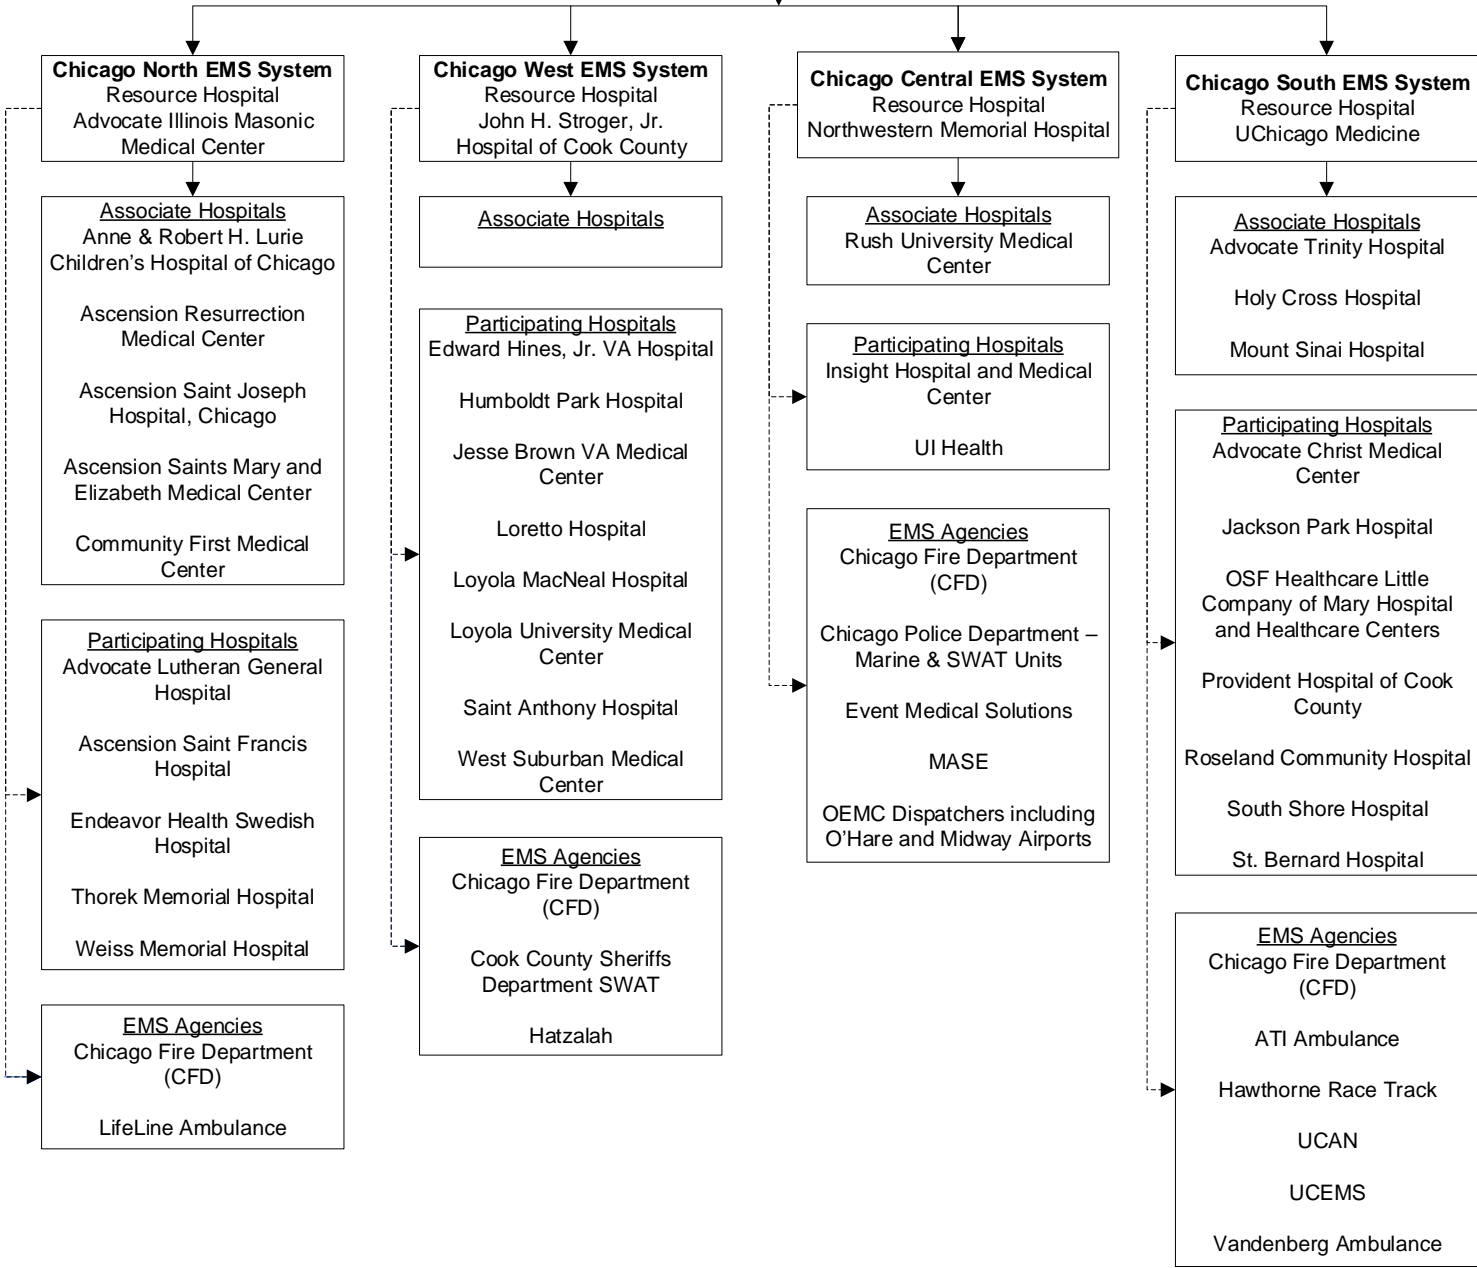 Chicago North EMS System
Resource Hospital
Advocate Illinois Masonic
Medical Center
Associate Hospitals
Anne & Robert H. Lurie
Children's Hospital of Chicago
Ascension Resurrection
Medical Center
Ascension Saint Joseph
Hospital, Chicago
Ascension Saints Mary and
Elizabeth Medical Center
Community First Medical
Center
Participating Hospitals
Advocate Lutheran General
Hospital
Ascension Saint Francis
Hospital
Endeavor Health Swedish
Hospital
Thorek Memorial Hospital
Weiss Memorial Hospital
EMS Agencies
Chicago Fire Department
(CFD)
LifeLine Ambulance
Chicago West EMS System
Resource Hospital
John H. Stroger, Jr.
Hospital of Cook County
Associate Hospitals
Participating Hospitals
Edward Hines, Jr. VA Hospital
Humboldt Park Hospital
Jesse Brown VA Medical
Center
Loretto Hospital
Loyola MacNeal Hospital
Loyola University Medical
Center
Saint Anthony Hospital
West Suburban Medical
Center
EMS Agencies
Chicago Fire Department
(CFD)
Cook County Sheriffs
Department SWAT
Hatzalah
Chicago Central EMS System
Resource Hospital
Northwestern Memorial Hospital
Associate Hospitals
Rush University Medical
Center
Participating Hospitals
Insight Hospital and Medical
Center
UI Health
EMS Agencies
Chicago Fire Department
(CFD)
Chicago Police Department –
Marine & SWAT Units
Event Medical Solutions
MASE
OEMC Dispatchers including
O'Hare and Midway Airports
Chicago South EMS System
Resource Hospital
UChicago Medicine
Associate Hospitals
Advocate Trinity Hospital
Holy Cross Hospital
Mount Sinai Hospital
Participating Hospitals
Advocate Christ Medical
Center
Jackson Park Hospital
OSF Healthcare Little
Company of Mary Hospital
and Healthcare Centers
Provident Hospital of Cook
County
Roseland Community Hospital
South Shore Hospital
St. Bernard Hospital
EMS Agencies
Chicago Fire Department
(CFD)
ATI Ambulance
Hawthorne Race Track
UCAN
UCEMS
Vandenberg Ambulance